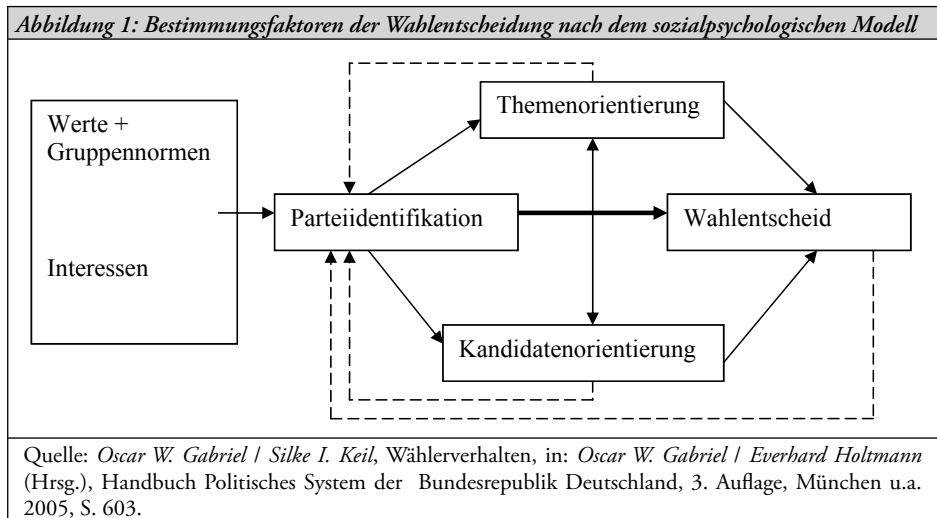 Abbildung 1: Bestimmungsfaktoren der Wahlentscheidung nach dem sozialpsychologischen Modell
Werte +
Gruppennormen
Interessen
Themenorientierung
Parteiidentifikation
Wahlentscheid
Kandidatenorientierung
Quelle: Oscar W. Gabriel / Silke I. Keil, Wählerverhalten, in: Oscar W. Gabriel / Everhard Holtmann
(Hrsg.), Handbuch Politisches System der Bundesrepublik Deutschland, 3. Auflage, München u.a.
2005, S. 603.